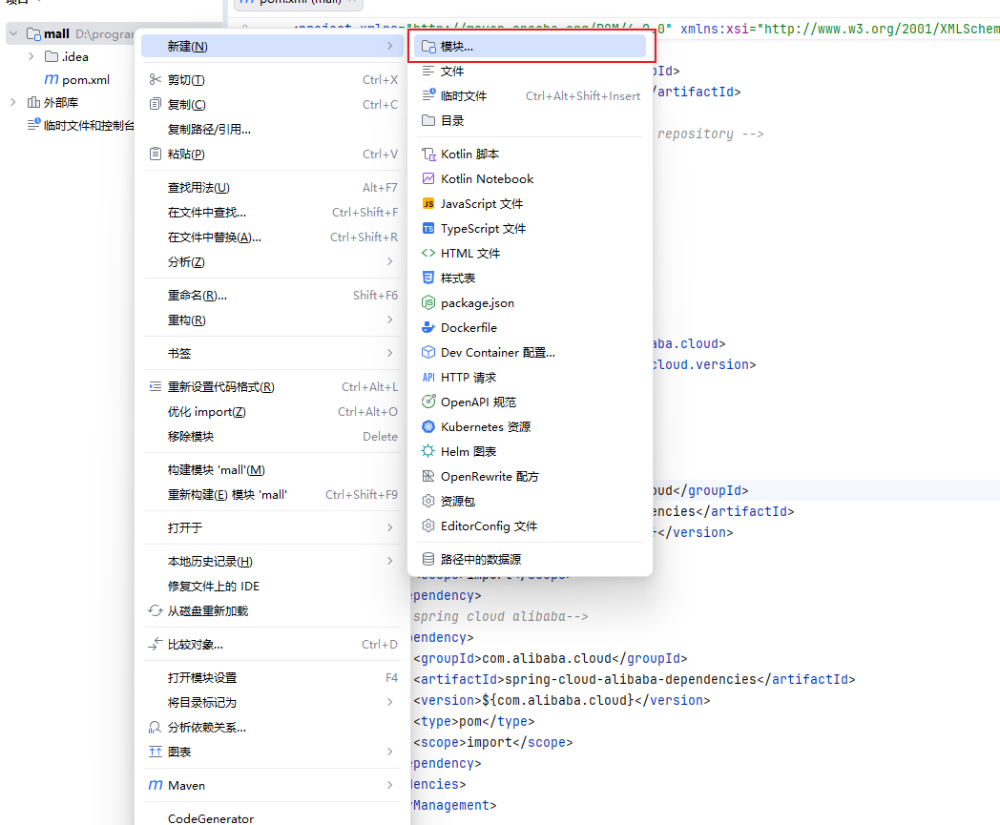 项目
pom.xml (mall)
mall D:\progran
.idea
pom.xml
外部库
临时文件和控制台
新建(N)
剪切(T) Ctrl+X
复制(C) Ctrl+C
复制路径/引用...
粘贴(P) Ctrl+V
查找用法(U) Alt+F7
在文件中查找... Ctrl+Shift+F
在文件中替换(A)... Ctrl+Shift+R
分析(Z)
重命名(R)... Shift+F6
重构(R)
书签
重新设置代码格式(R) Ctrl+Alt+L
优化 import(Z) Ctrl+Alt+O
移除模块 Delete
构建模块 'mall'(M)
重新构建(E) 模块 'mall' Ctrl+Shift+F9
打开于
本地历史记录(H)
修复文件上的 IDE
从磁盘重新加载
比较对象... Ctrl+D
打开模块设置 F4
将目录标记为
分析依赖关系...
图表
Maven
CodeGenerator
模块...
文件
临时文件 Ctrl+Alt+Shift+Insert
目录
Kotlin 脚本
Kotlin Notebook
JS JavaScript 文件
TS TypeScript 文件
HTML 文件
样式表
package.json
Dockerfile
Dev Container 配置...
API HTTP 请求
OpenAPI 规范
Kubernetes 资源
Helm 图表
OpenRewrite 配方
资源包
EditorConfig 文件
路径中的数据源
<project xmlns="http://maven.apache.org/POM/4.0.0" xmlns:xsi="http://www.w3.org/2001/XMLSchem
Id>
/artifactId>
repository -->
aba.cloud>
cloud.version>
oud</groupId>
encies</artifactId>
</version>
<scope>import</scope>
ependency>
spring cloud alibaba-->
pendency>
<groupId>com.alibaba.cloud</groupId>
<artifactId>spring-cloud-alibaba-dependencies</artifactId>
<version>${com.alibaba.cloud}</version>
<type>pom</type>
<scope>import</scope>
ependency>
dencies>
yManagement>